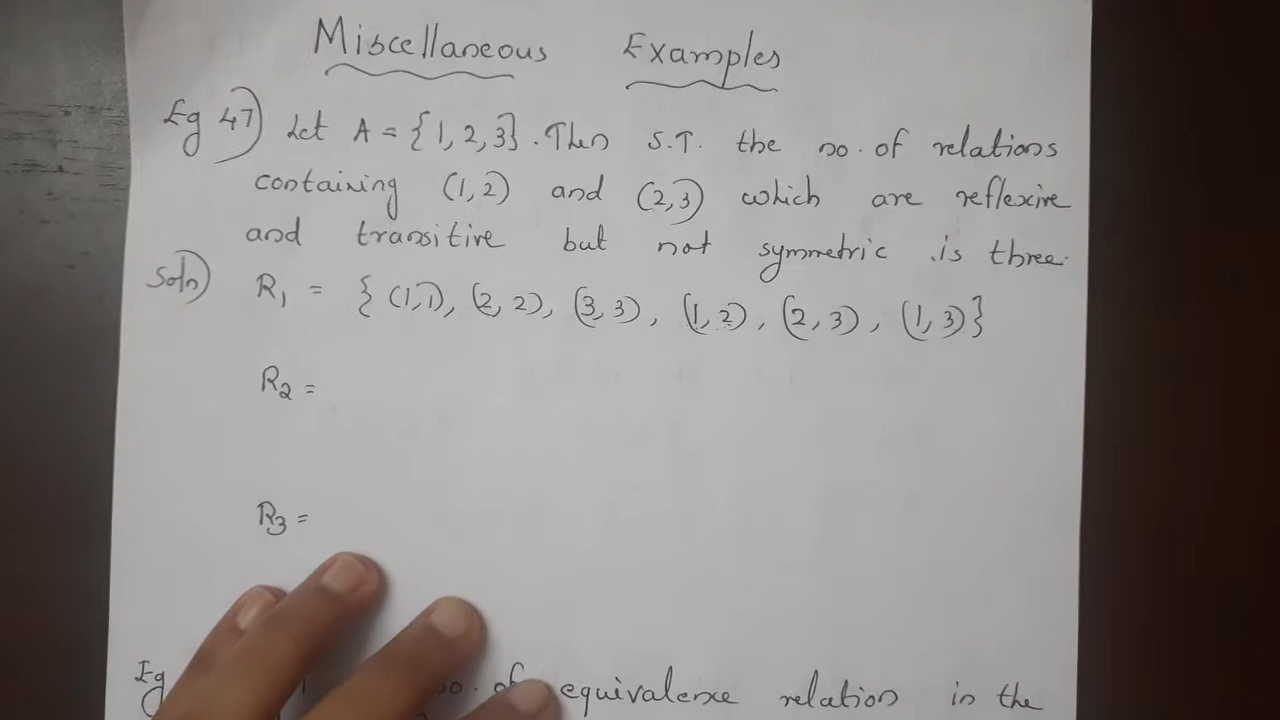 Miscellaneous Examples
Eg 47) Let A = {1, 2, 3}. Then S.T. the no. of relations
containing (1, 2) and (2, 3) which are reflexive
and transitive but not symmetric is three.
Soln) R₁ = {(1, 1), (2, 2), (3, 3), (1, 2), (2, 3), (1, 3)}
R₂ =
R₃ =
Eg of equivalence relation in the